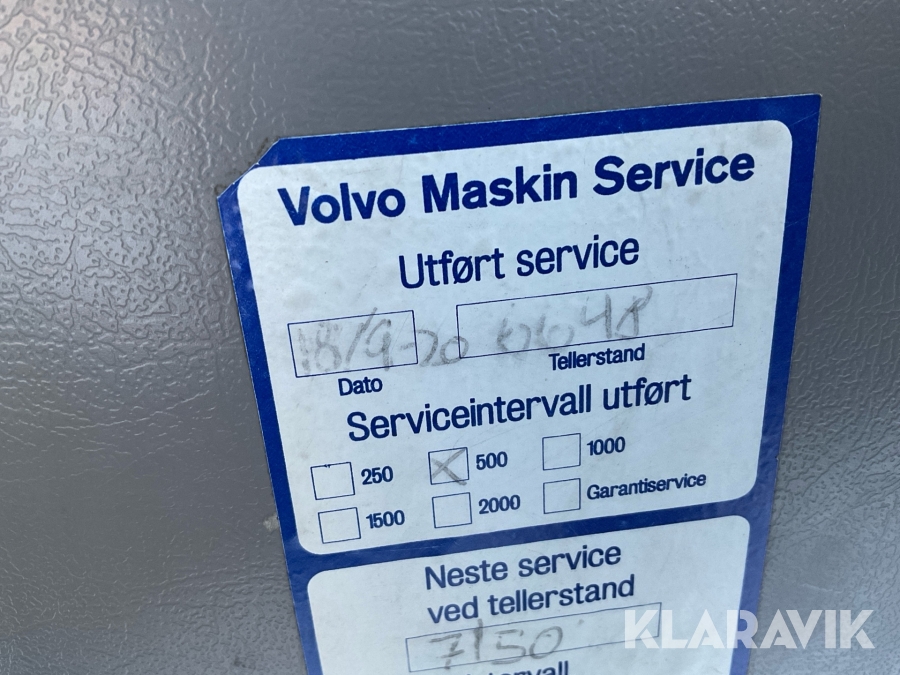 Volvo Maskin Service
Utført service
18/9-20 6648
Dato Tellerstand
Serviceintervall utført
250 500 1000
1500 2000 Garantiservice
Neste service
ved tellerstand
7150
KLARAVIK